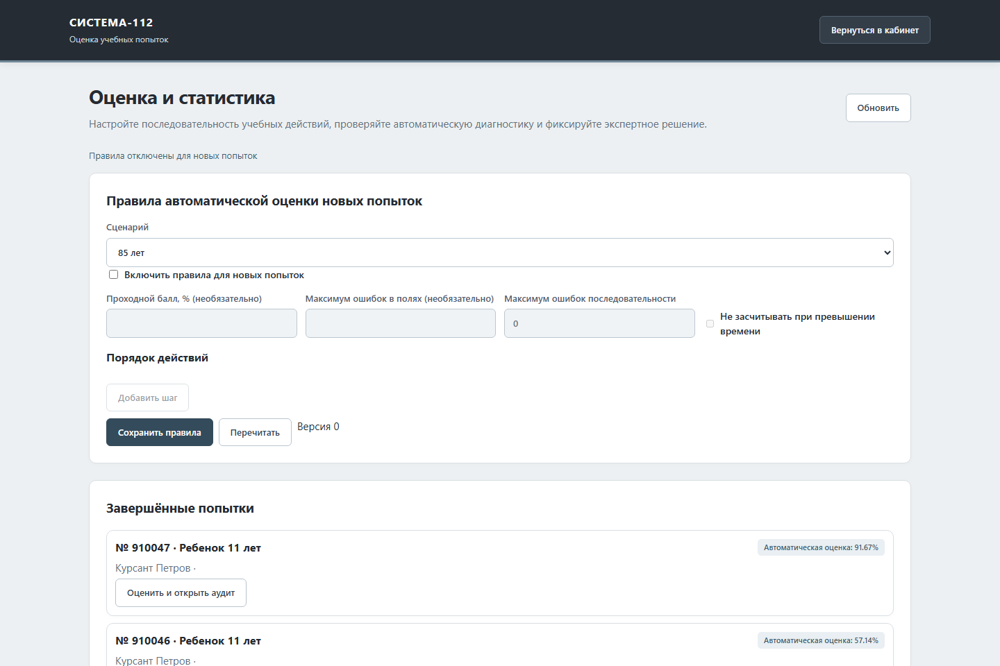 СИСТЕМА-112
Оценка учебных попыток
Вернуться в кабинет
Оценка и статистика
Настройте последовательность учебных действий, проверяйте автоматическую диагностику и фиксируйте экспертное решение.
Обновить
Правила отключены для новых попыток
Правила автоматической оценки новых попыток
Сценарий
85 лет
Включить правила для новых попыток
Проходной балл, % (необязательно)
Максимум ошибок в полях (необязательно)
Максимум ошибок последовательности
0
Не засчитывать при превышении
времени
Порядок действий
Добавить шаг
Сохранить правила
Перечитать
Версия 0
Завершённые попытки
№ 910047 · Ребенок 11 лет
Автоматическая оценка: 91.67%
Курсант Петров ·
Оценить и открыть аудит
№ 910046 · Ребенок 11 лет
Автоматическая оценка: 57.14%
Курсант Петров ·